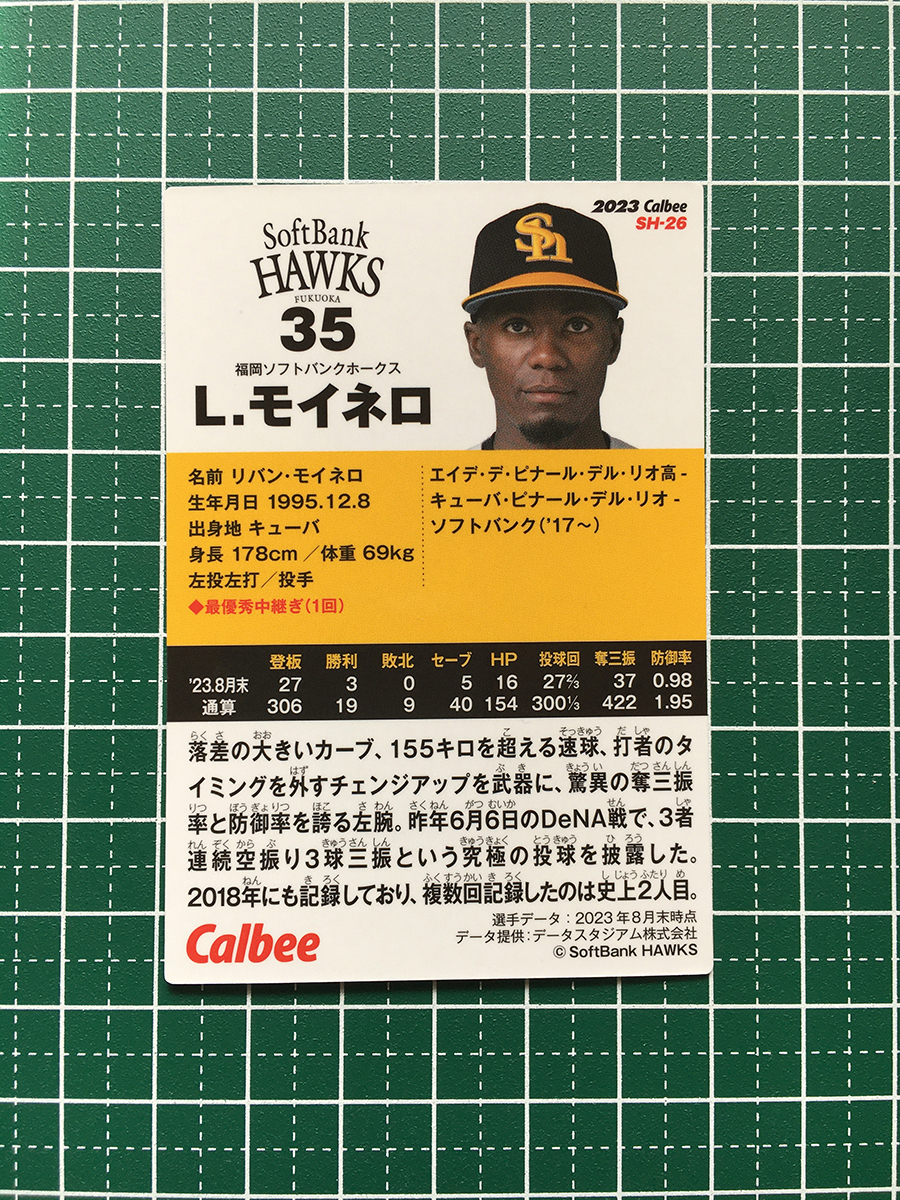 2023 Calbee
SH-26
Sh
SoftBank
HAWKS
FUKUOKA
35
福岡ソフトバンクホークス
L.モイネロ
名前 リバン・モイネロ
生年月日 1995.12.8
出身地 キューバ
身長 178cm ／体重 69kg
左投左打／投手
◆最優秀中継ぎ(1回)
エイデ・デ・ピナール・デル・リオ高-
キューバ・ピナール・デル・リオ-
ソフトバンク('17〜)
登板 勝利 敗北 セーブ HP 投球回 奪三振 防御率
'23.8月末 27 3 0 5 16 27⅔ 37 0.98
通算 306 19 9 40 154 300⅓ 422 1.95
落差の大きいカーブ、155キロを超える速球、打者のタ
イミングを外すチェンジアップを武器に、驚異の奪三振
率と防御率を誇る左腕。昨年6月6日のDeNA戦で、3者
連続空振り3球三振という究極の投球を披露した。
2018年にも記録しており、複数回記録したのは史上2人目。
Calbee
選手データ：2023年8月末時点
データ提供：データスタジアム株式会社
© SoftBank HAWKS